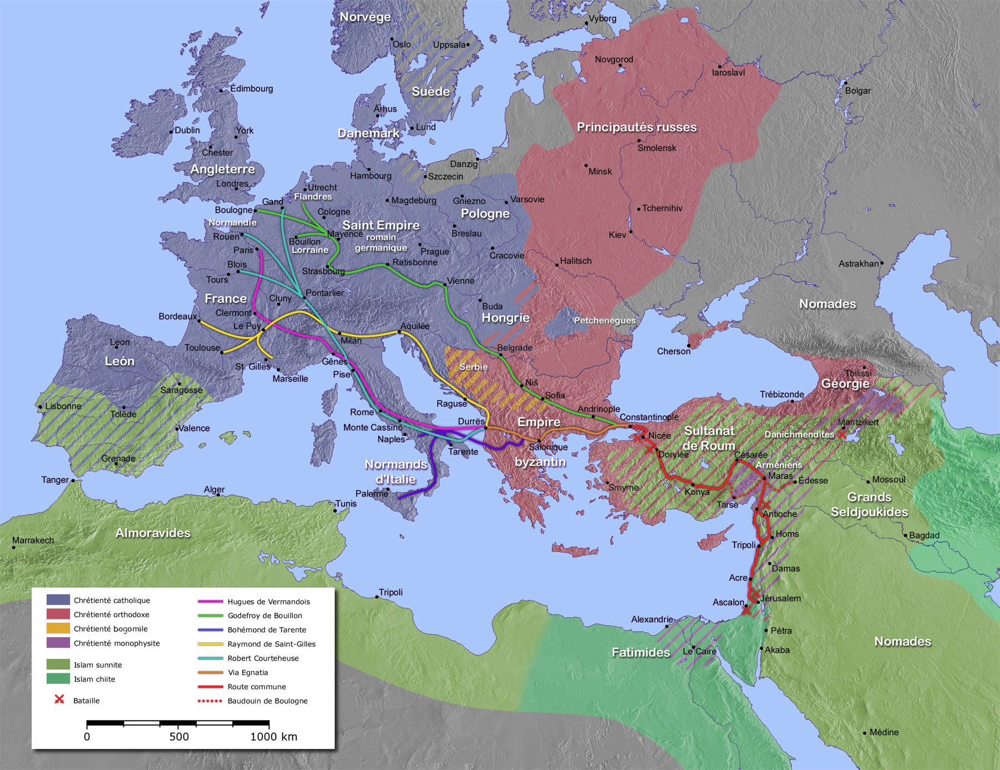 Norvège
Vyborg
Oslo
Uppsala
Novgorod
Iaroslavl
Bolgar
Édimbourg
Suède
Århus
Lund
Danemark
Dublin
York
Chester
Principautés russes
Smolensk
Angleterre
Danzig
Minsk
Londres
Hambourg
Szczecin
Utrecht
Flandres
Gand
Magdeburg
Gniezno
Varsovie
Boulogne
Cologne
Pologne
Tchernihiv
Normandie
Saint Empire
romain
germanique
Rouen
Mayence
Bouillon
Lorraine
Breslau
Kiev
Paris
Prague
Cracovie
Blois
Tours
Strasbourg
Ratisbonne
Halitsch
Astrakhan
Vienne
France
Cluny
Pontarlier
Buda
Hongrie
Nomades
Clermont
Bordeaux
Le Puy
Petchenègues
Aquilée
Milan
Leon
León
Toulouse
Belgrade
Cherson
St. Gilles
Marseille
Gênes
Pise
Serbie
Tbilissi
Géorgie
Saragosse
Niš
Sofia
Trébizonde
Lisbonne
Tolède
Raguse
Rome
Andrinople
Constantinople
Durrès
Empire
byzantin
Valence
Monte Cassino
Naples
Nicée
Sultanat
de Roum
Danichmendites
Mantzikert
Salonique
Tarente
Dorylée
Césarée
Arméniens
Grenade
Normands
d'Italie
Tanger
Alger
Palerme
Smyrne
Konya
Maras
Édesse
Mossoul
Tarse
Grands
Seldjoukides
Tunis
Antioche
Almoravides
Marrakech
Homs
Bagdad
Tripoli
Damas
Acre
Tripoli
Ascalon
Jérusalem
Alexandrie
Pétra
Le Caire
Akaba
Fatimides
Nomades
Médine
Chrétienté catholique
Chrétienté orthodoxe
Chrétienté bogomile
Chrétienté monophysite
Islam sunnite
Islam chiite
Bataille
Hugues de Vermandois
Godefroy de Bouillon
Bohémond de Tarente
Raymond de Saint-Gilles
Robert Courteheuse
Via Egnatia
Route commune
Baudouin de Boulogne
0 500 1000 km